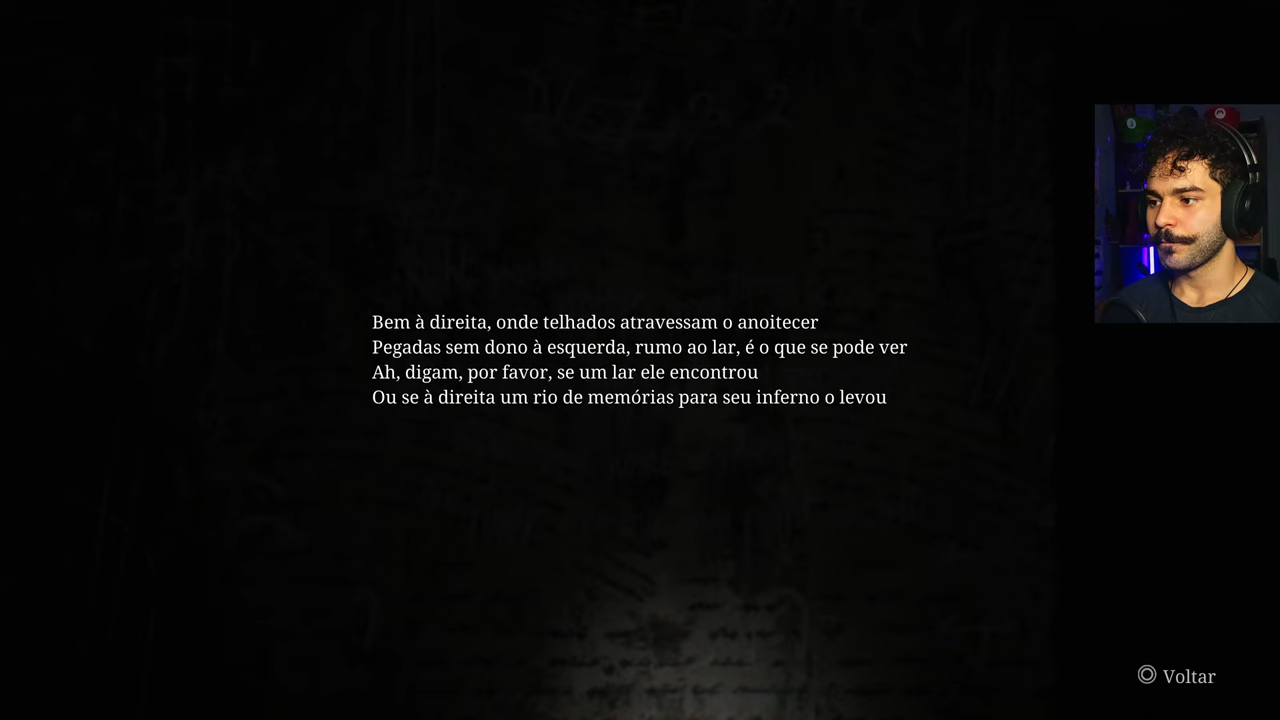 Bem à direita, onde telhados atravessam o anoitecer
Pegadas sem dono à esquerda, rumo ao lar, é o que se pode ver
Ah, digam, por favor, se um lar ele encontrou
Ou se à direita um rio de memórias para seu inferno o levou
Voltar